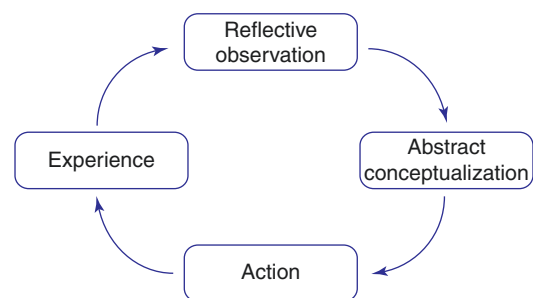 Reflective
observation
Experience
Abstract
conceptualization
Action